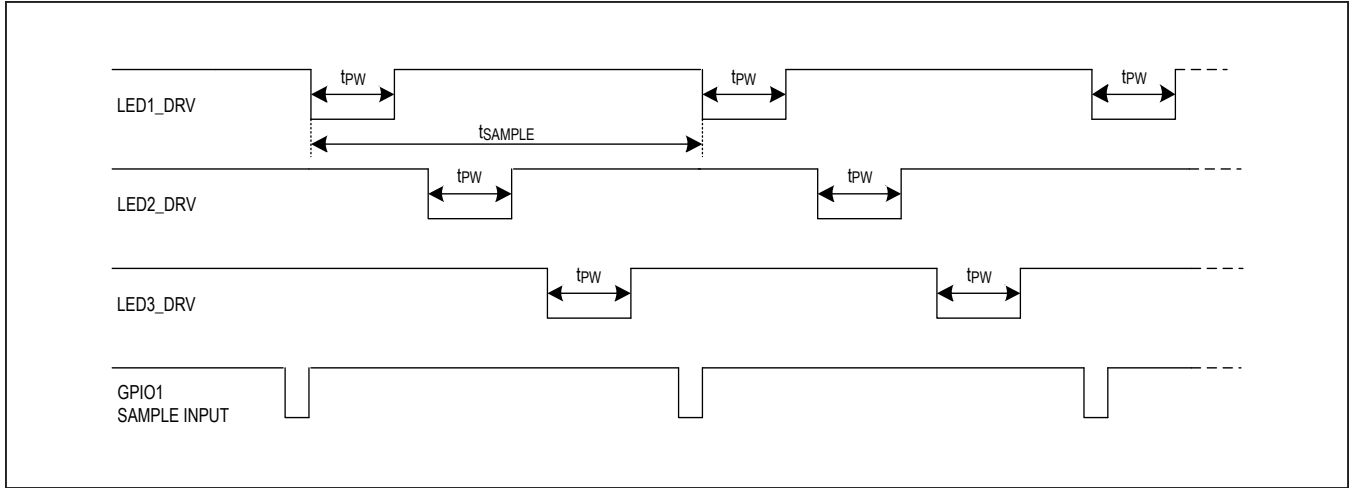 tPW tPW tPW
LED1_DRV
tSAMPLE
tPW tPW
LED2_DRV
tPW tPW
LED3_DRV
GPIO1
SAMPLE INPUT